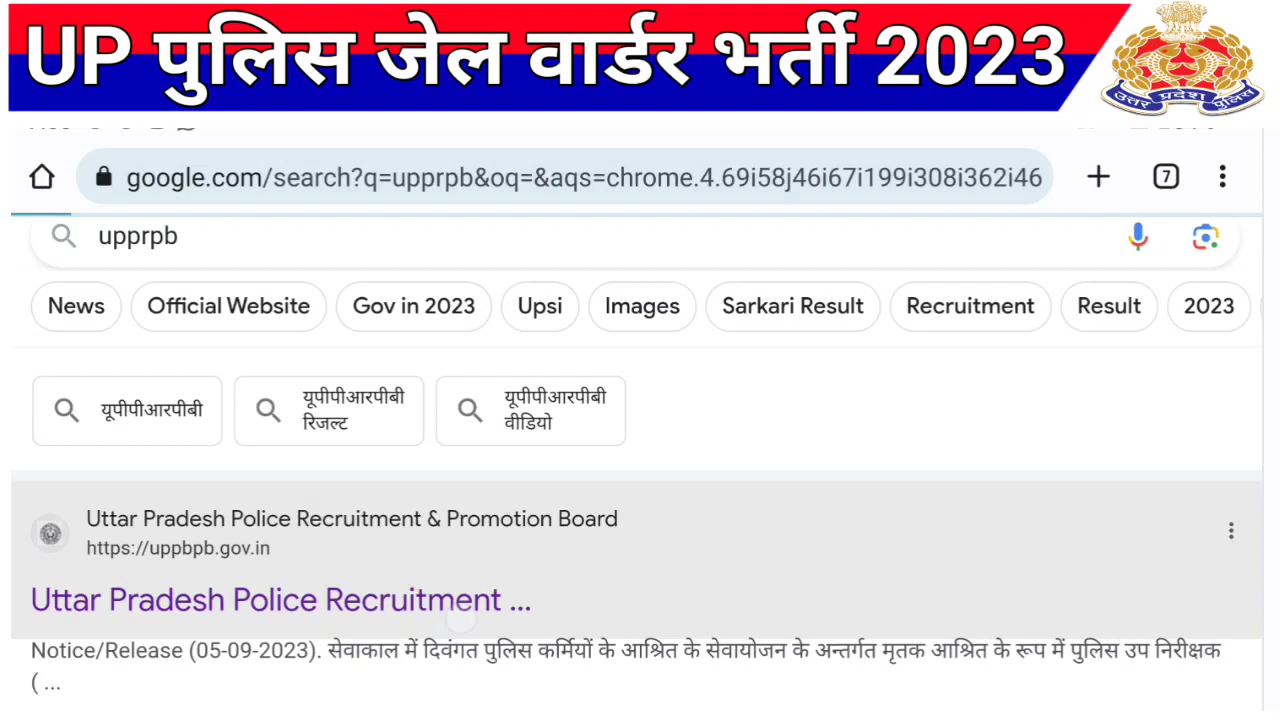 UP पुलिस जेल वार्डर भर्ती 2023
उत्तर प्रदेश पुलिस
google.com/search?q=upprpb&oq=&aqs=chrome.4.69i58j46i67i199i308i362i46
7
upprpb
News Official Website Gov in 2023 Upsi Images Sarkari Result Recruitment Result 2023
यूपीपीआरपीबी
यूपीपीआरपीबी
रिजल्ट
यूपीपीआरपीबी
वीडियो
Uttar Pradesh Police Recruitment & Promotion Board
https://uppbpb.gov.in
Uttar Pradesh Police Recruitment ...
Notice/Release (05-09-2023). सेवाकाल में दिवंगत पुलिस कर्मियों के आश्रित के सेवायोजन के अन्तर्गत मृतक आश्रित के रूप में पुलिस उप निरीक्षक
( ...